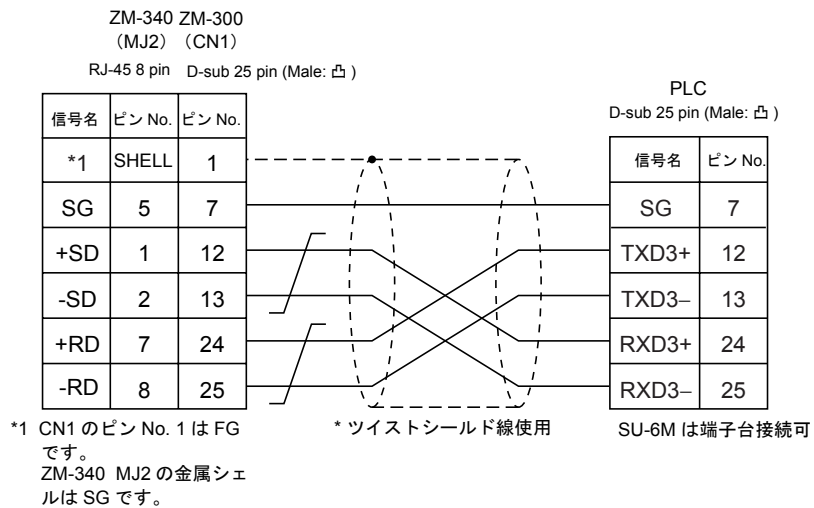 ZM-340 ZM-300
(MJ2) (CN1)
RJ-45 8 pin D-sub 25 pin (Male: 凸 )
PLC
D-sub 25 pin (Male: 凸 )
信号名 ピン No. ピン No.
*1 SHELL 1
SG 5 7
+SD 1 12
-SD 2 13
+RD 7 24
-RD 8 25
信号名 ピン No.
SG 7
TXD3+ 12
TXD3– 13
RXD3+ 24
RXD3– 25
*1 CN1 のピン No. 1 は FG
です。
ZM-340 MJ2 の金属シェ
ルは SG です。
* ツイストシールド線使用
SU-6M は端子台接続可